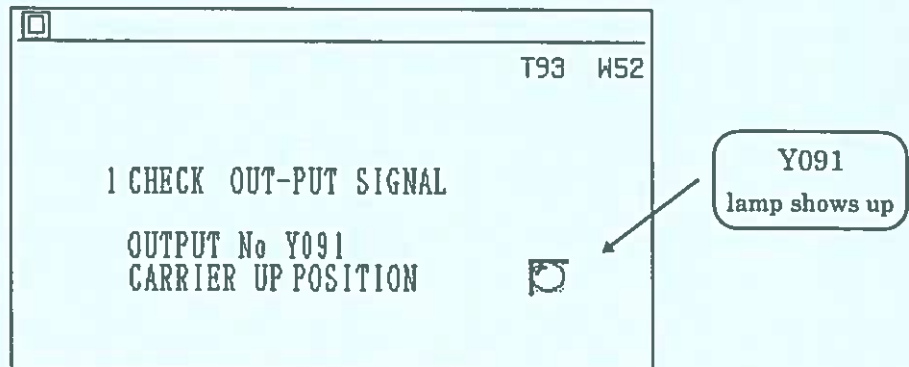 T93 W52
1 CHECK OUT-PUT SIGNAL
OUTPUT No Y091
CARRIER UP POSITION
Y091
lamp shows up